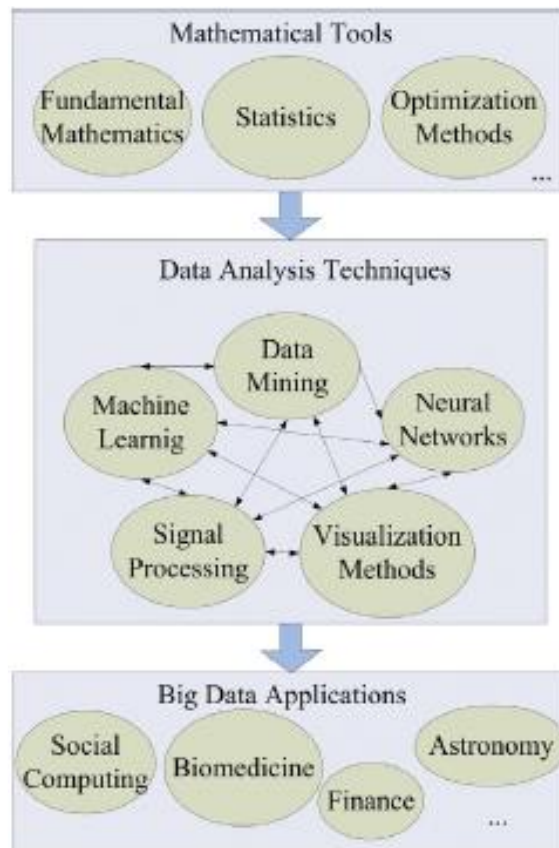 Mathematical Tools
Fundamental
Mathematics
Statistics
Optimization
Methods
...
Data Analysis Techniques
Data
Mining
Machine
Learnig
Neural
Networks
Signal
Processing
Visualization
Methods
Big Data Applications
Social
Computing
Biomedicine
Finance
Astronomy
...